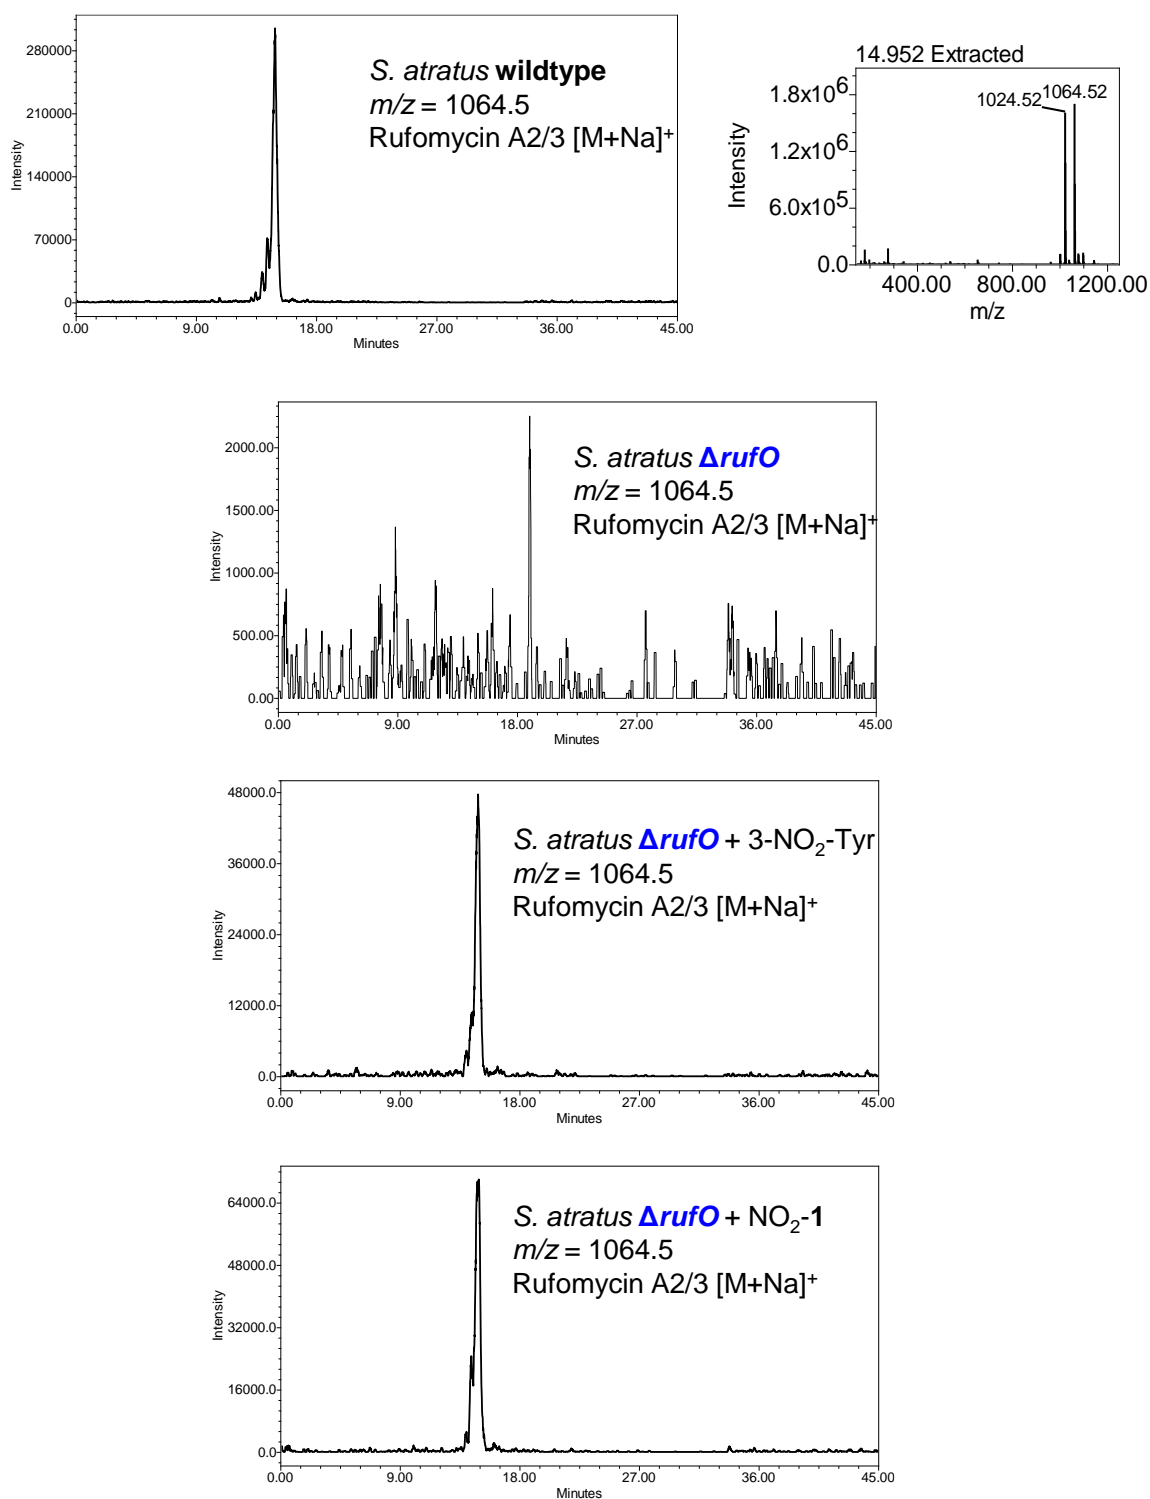 280000
210000
140000
70000
0
Intensity
0.00 9.00 18.00 27.00 36.00 45.00
Minutes
S. atratus wildtype
m/z = 1064.5
Rufomycin A2/3 [M+Na]+
14.952 Extracted
1.8x10^6
1.2x10^6
6.0x10^5
0.0
Intensity
1024.52 1064.52
400.00 800.00 1200.00
m/z
2000.00
1500.00
1000.00
500.00
0.00
Intensity
0.00 9.00 18.00 27.00 36.00 45.00
Minutes
S. atratus ΔrufO
m/z = 1064.5
Rufomycin A2/3 [M+Na]+
48000.0
36000.0
24000.0
12000.0
0.0
Intensity
0.00 9.00 18.00 27.00 36.00 45.00
Minutes
S. atratus ΔrufO + 3-NO2-Tyr
m/z = 1064.5
Rufomycin A2/3 [M+Na]+
64000.0
48000.0
32000.0
16000.0
0.0
Intensity
0.00 9.00 18.00 27.00 36.00 45.00
Minutes
S. atratus ΔrufO + NO2-1
m/z = 1064.5
Rufomycin A2/3 [M+Na]+